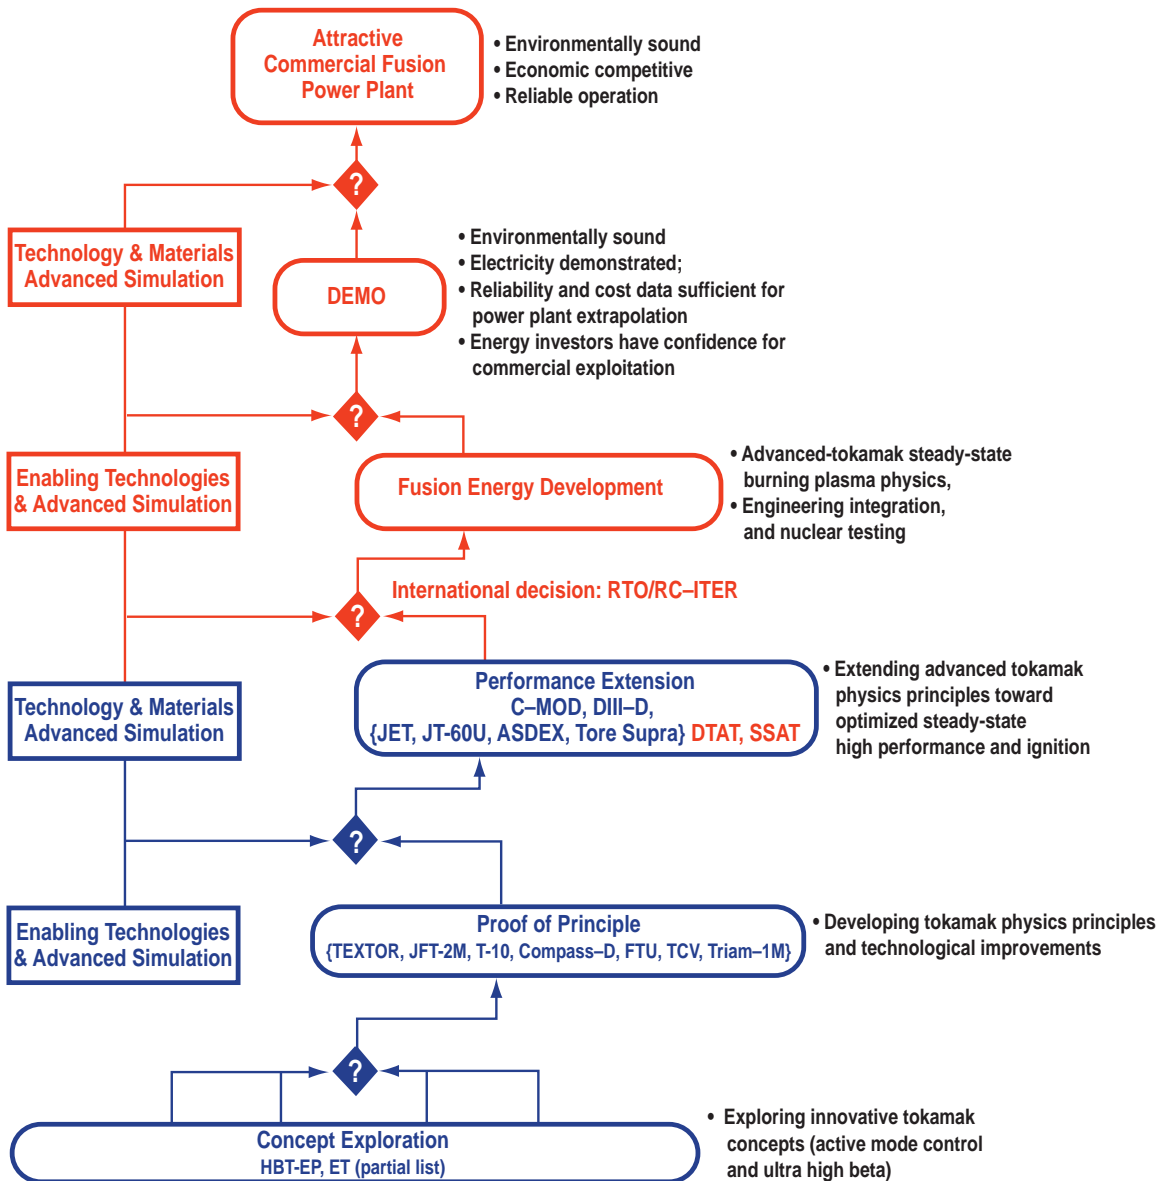 Attractive
Commercial Fusion
Power Plant
• Environmentally sound
• Economic competitive
• Reliable operation
?
Technology & Materials
Advanced Simulation
DEMO
• Environmentally sound
• Electricity demonstrated;
• Reliability and cost data sufficient for
power plant extrapolation
• Energy investors have confidence for
commercial exploitation
?
Enabling Technologies
& Advanced Simulation
Fusion Energy Development
• Advanced-tokamak steady-state
burning plasma physics,
• Engineering integration,
and nuclear testing
International decision: RTO/RC–ITER
?
Technology & Materials
Advanced Simulation
Performance Extension
C–MOD, DIII–D,
{JET, JT-60U, ASDEX, Tore Supra} DTAT, SSAT
• Extending advanced tokamak
physics principles toward
optimized steady-state
high performance and ignition
?
Enabling Technologies
& Advanced Simulation
Proof of Principle
{TEXTOR, JFT-2M, T-10, Compass–D, FTU, TCV, Triam–1M}
• Developing tokamak physics principles
and technological improvements
?
Concept Exploration
HBT-EP, ET (partial list)
• Exploring innovative tokamak
concepts (active mode control
and ultra high beta)